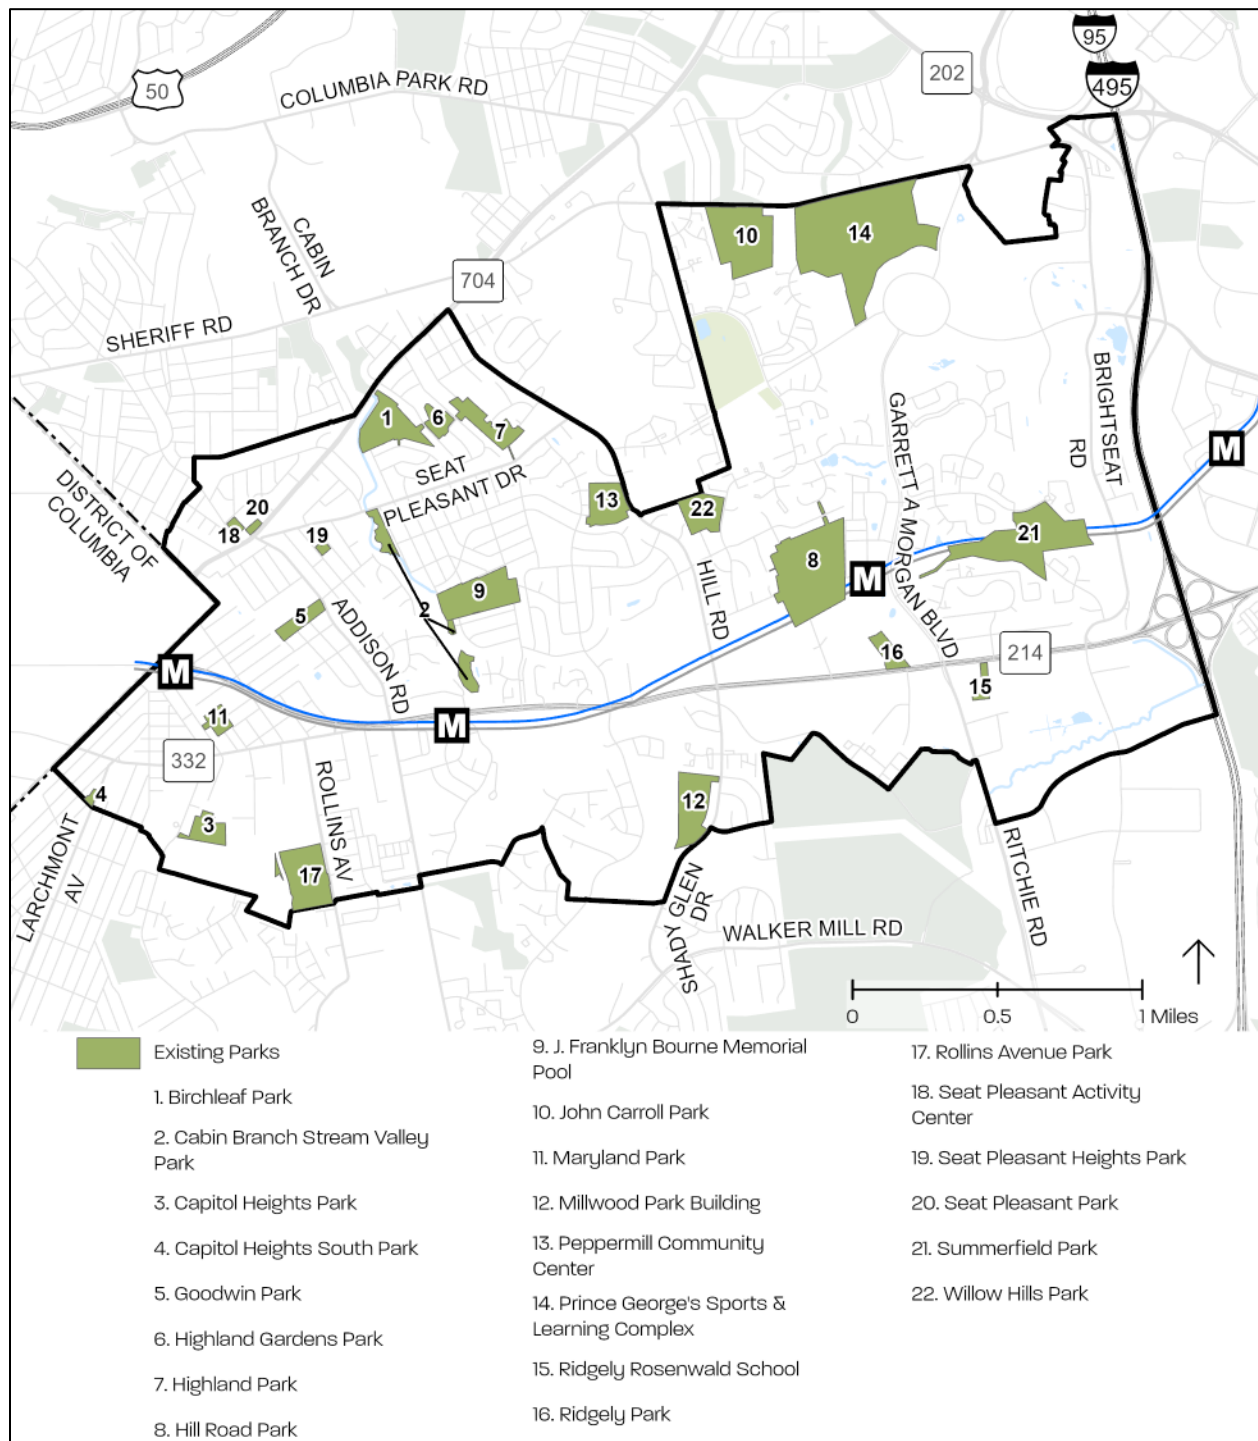 95
495
202
50
COLUMBIA PARK RD
CABIN
BRANCH DR
704
SHERIFF RD
10
14
1
6
7
SEAT
PLEASANT DR
GARRETT A MORGAN BLVD
BRIGHTSEAT
RD
DISTRICT OF
COLUMBIA
20
18
19
13
22
21
M
8
M
HILL RD
9
2
5
ADDISON RD
16
214
15
M
M
11
332
ROLLINS AV
4
3
12
LARCHMONT
AV
17
SHADY GLEN
DR
RITCHIE RD
WALKER MILL RD
0
0.5
1 Miles
Existing Parks
1. Birchleaf Park
2. Cabin Branch Stream Valley
Park
3. Capitol Heights Park
4. Capitol Heights South Park
5. Goodwin Park
6. Highland Gardens Park
7. Highland Park
8. Hill Road Park
9. J. Franklyn Bourne Memorial
Pool
10. John Carroll Park
11. Maryland Park
12. Millwood Park Building
13. Peppermill Community
Center
14. Prince George's Sports &
Learning Complex
15. Ridgely Rosenwald School
16. Ridgely Park
17. Rollins Avenue Park
18. Seat Pleasant Activity
Center
19. Seat Pleasant Heights Park
20. Seat Pleasant Park
21. Summerfield Park
22. Willow Hills Park